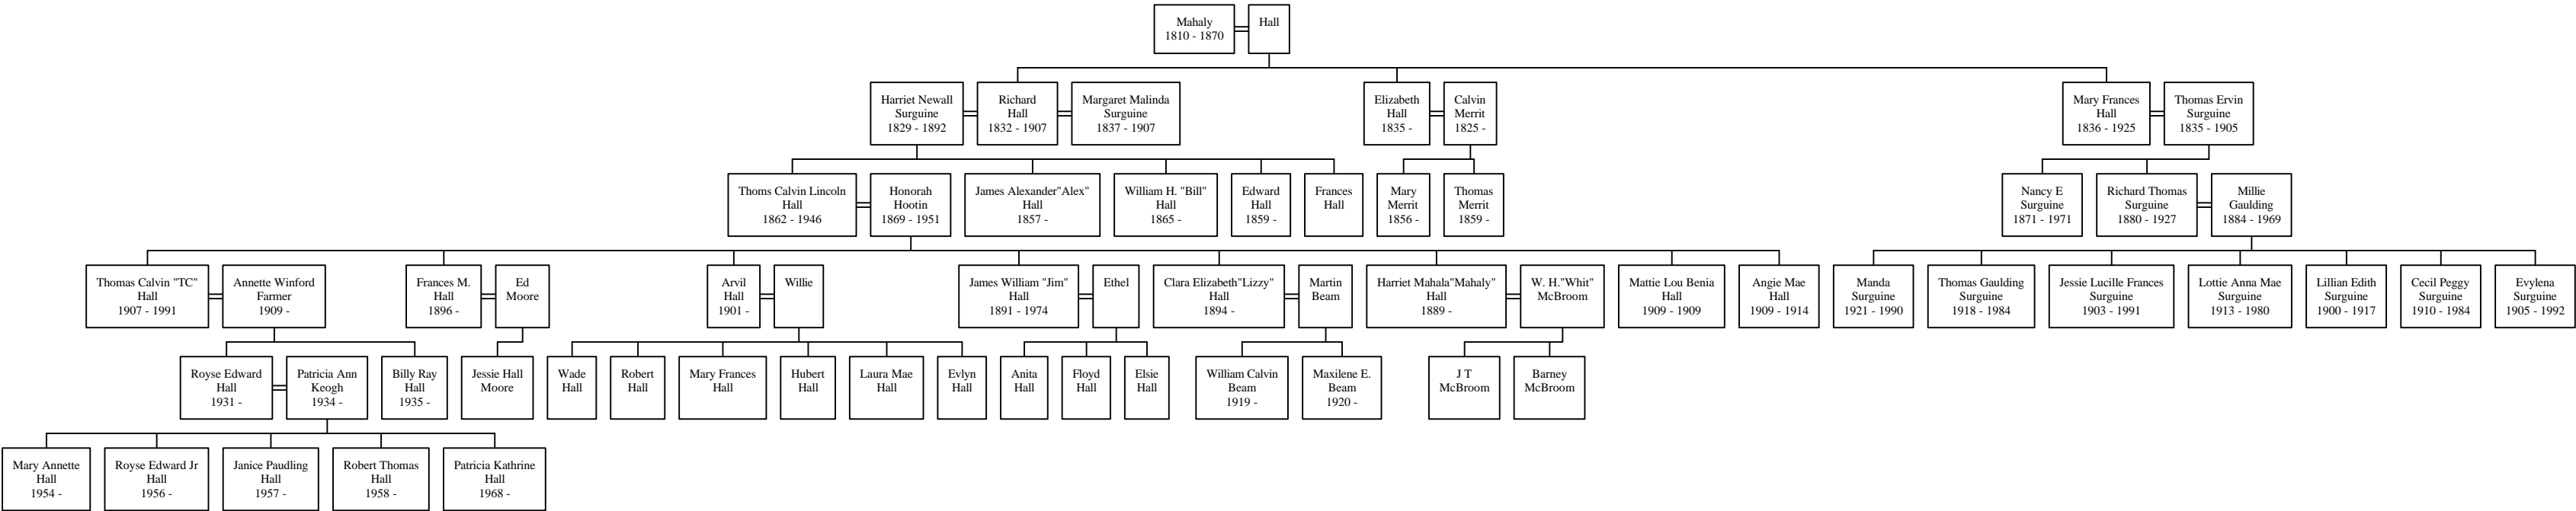 Mahaly
1810 - 1870
Hall
Harriet Newall
Surguine
1829 - 1892
Richard
Hall
1832 - 1907
Margaret Malinda
Surguine
1837 - 1907
Elizabeth
Hall
1835 -
Calvin
Merrit
1825 -
Mary Frances
Hall
1836 - 1925
Thomas Ervin
Surguine
1835 - 1905
Thoms Calvin Lincoln
Hall
1862 - 1946
Honorah
Hootin
1869 - 1951
James Alexander"Alex"
Hall
1857 -
William H. "Bill"
Hall
1865 -
Edward
Hall
1859 -
Frances
Hall
Mary
Merrit
1856 -
Thomas
Merrit
1859 -
Nancy E
Surguine
1871 - 1971
Richard Thomas
Surguine
1880 - 1927
Millie
Gaulding
1884 - 1969
Thomas Calvin "TC"
Hall
1907 - 1991
Annette Winford
Farmer
1909 -
Frances M.
Hall
1896 -
Ed
Moore
Arvil
Hall
1901 -
Willie
James William "Jim"
Hall
1891 - 1974
Ethel
Clara Elizabeth"Lizzy"
Hall
1894 -
Martin
Beam
Harriet Mahala"Mahaly"
Hall
1889 -
W. H."Whit"
McBroom
Mattie Lou Benia
Hall
1909 - 1909
Angie Mae
Hall
1909 - 1914
Manda
Surguine
1921 - 1990
Thomas Gaulding
Surguine
1918 - 1984
Jessie Lucille Frances
Surguine
1903 - 1991
Lottie Anna Mae
Surguine
1913 - 1980
Lillian Edith
Surguine
1900 - 1917
Cecil Peggy
Surguine
1910 - 1984
Evylena
Surguine
1905 - 1992
Royse Edward
Hall
1931 -
Patricia Ann
Keogh
1934 -
Billy Ray
Hall
1935 -
Jessie Hall
Moore
Wade
Hall
Robert
Hall
Mary Frances
Hall
Hubert
Hall
Laura Mae
Hall
Evlyn
Hall
Anita
Hall
Floyd
Hall
Elsie
Hall
William Calvin
Beam
1919 -
Maxilene E.
Beam
1920 -
J T
McBroom
Barney
McBroom
Mary Annette
Hall
1954 -
Royse Edward Jr
Hall
1956 -
Janice Paudling
Hall
1957 -
Robert Thomas
Hall
1958 -
Patricia Kathrine
Hall
1968 -